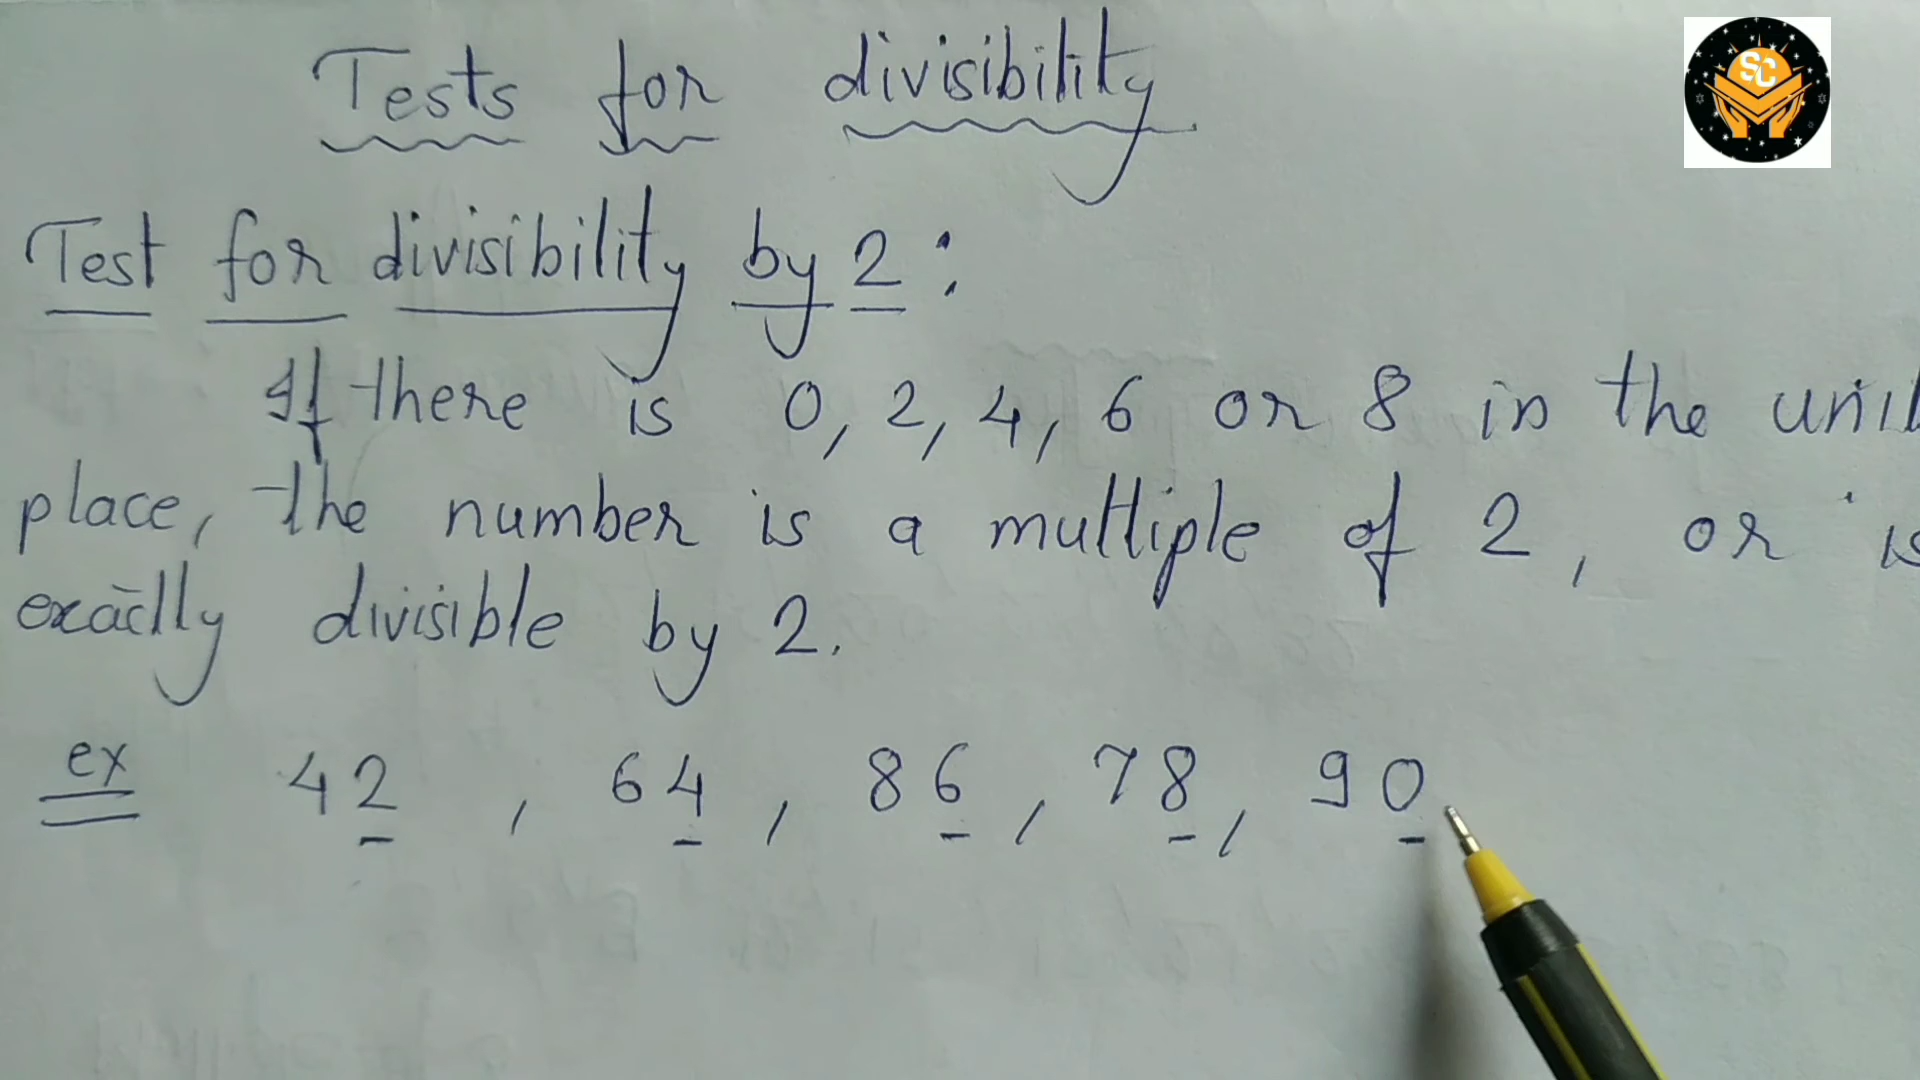 SC
Tests for divisibility
Test for divisibility by 2 :
If there is 0, 2, 4, 6 or 8 in the unit
place, the number is a multiple of 2, or is
exactly divisible by 2.
ex 42 , 64 , 86 , 78 , 90